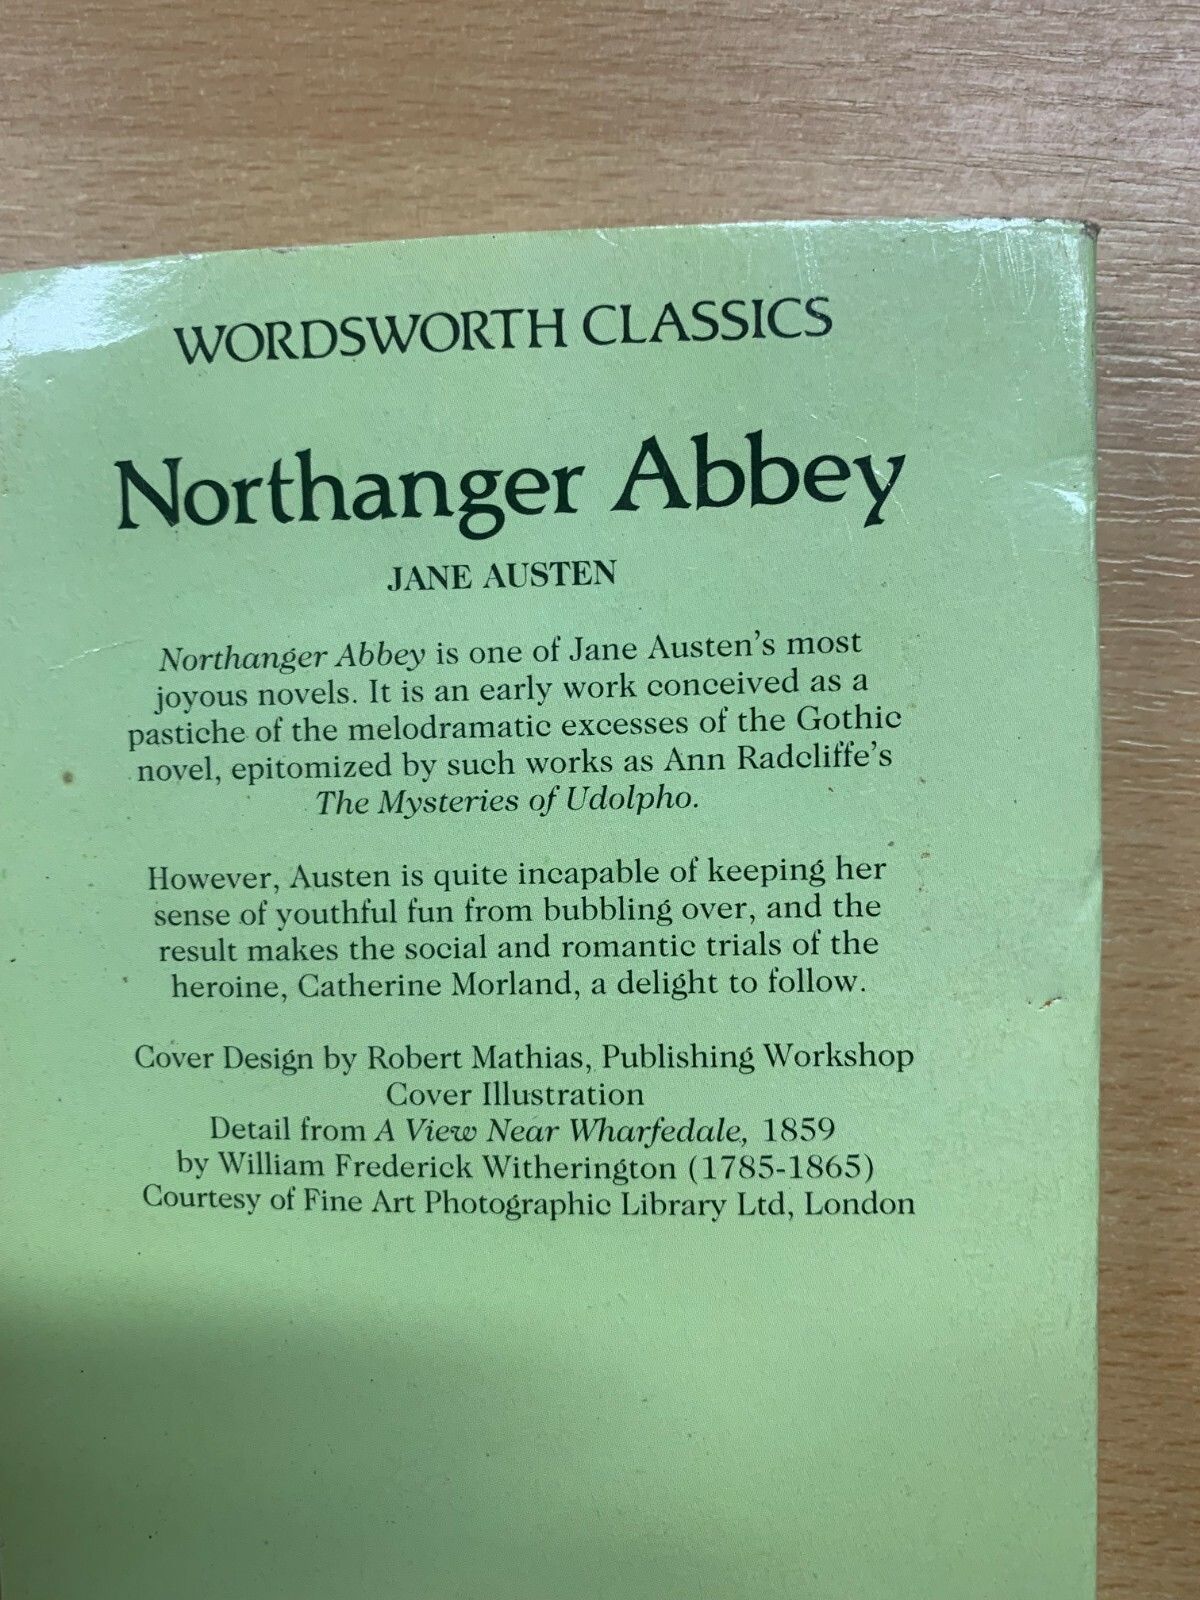 WORDSWORTH CLASSICS
Northanger Abbey
JANE AUSTEN
Northanger Abbey is one of Jane Austen's most
joyous novels. It is an early work conceived as a
pastiche of the melodramatic excesses of the Gothic
novel, epitomized by such works as Ann Radcliffe's
The Mysteries of Udolpho.
However, Austen is quite incapable of keeping her
sense of youthful fun from bubbling over, and the
result makes the social and romantic trials of the
heroine, Catherine Morland, a delight to follow.
Cover Design by Robert Mathias, Publishing Workshop
Cover Illustration
Detail from A View Near Wharfedale, 1859
by William Frederick Witherington (1785-1865)
Courtesy of Fine Art Photographic Library Ltd, London